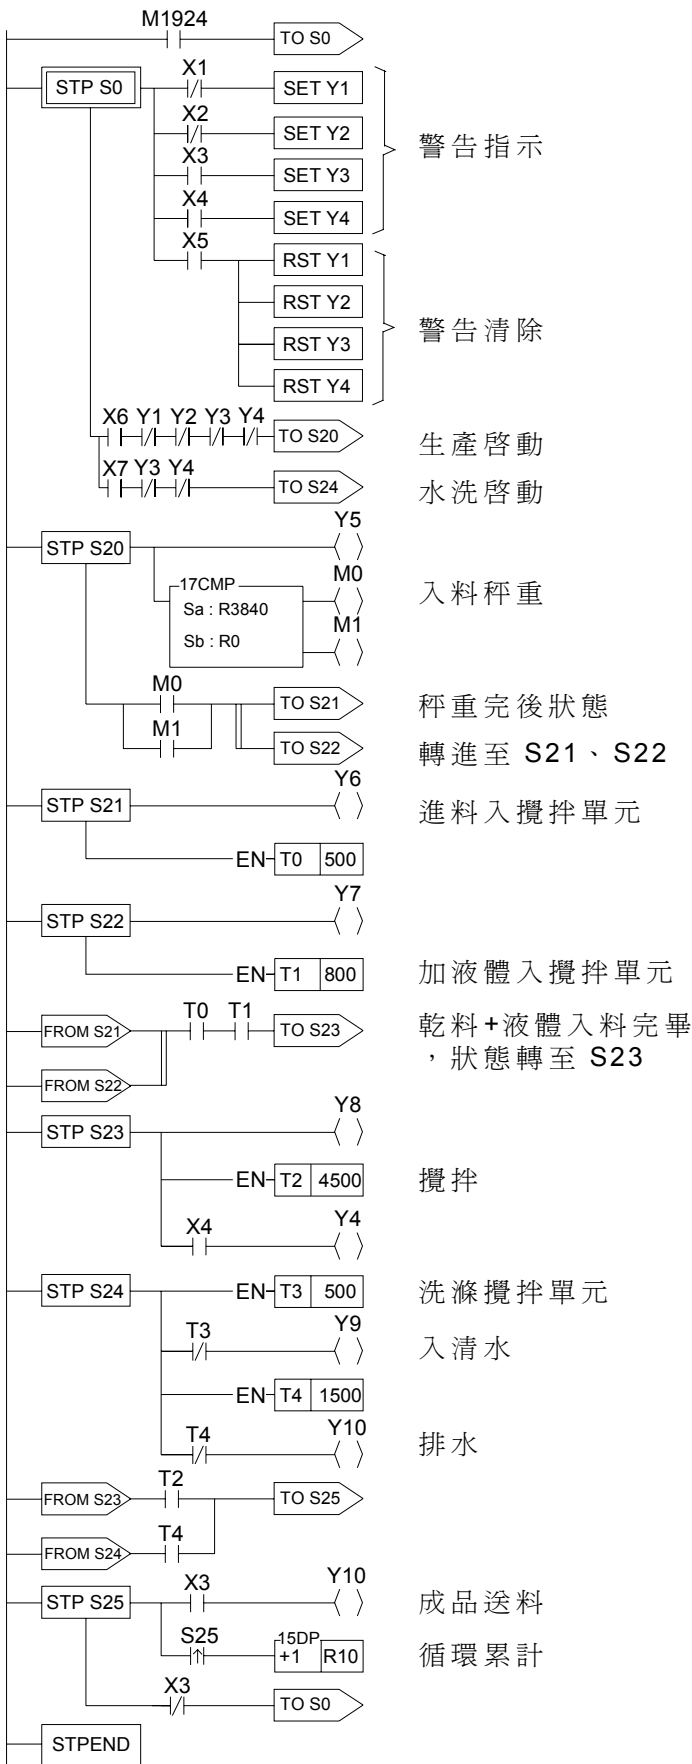 M1924
TO S0
STP S0
X1
SET Y1
X2
SET Y2
X3
SET Y3
X4
SET Y4
警告指示
X5
RST Y1
RST Y2
RST Y3
RST Y4
警告清除
X6 Y1 Y2 Y3 Y4
TO S20
生產啓動
X7 Y3 Y4
TO S24
水洗啓動
STP S20
Y5
17CMP
Sa : R3840
Sb : R0
M0
M1
入料秤重
M0
TO S21
秤重完後狀態
M1
TO S22
轉進至 S21、S22
STP S21
Y6
進料入攪拌單元
EN T0 500
STP S22
Y7
EN T1 800
加液體入攪拌單元
FROM S21
T0 T1
TO S23
乾料+液體入料完畢
，狀態轉至 S23
FROM S22
STP S23
Y8
EN T2 4500
攪拌
X4
Y4
STP S24
EN T3 500
洗滌攪拌單元
T3
Y9
入清水
EN T4 1500
T4
Y10
排水
FROM S23
T2
TO S25
FROM S24
T4
STP S25
X3
Y10
成品送料
S25
15DP
+1 R10
循環累計
X3
TO S0
STPEND